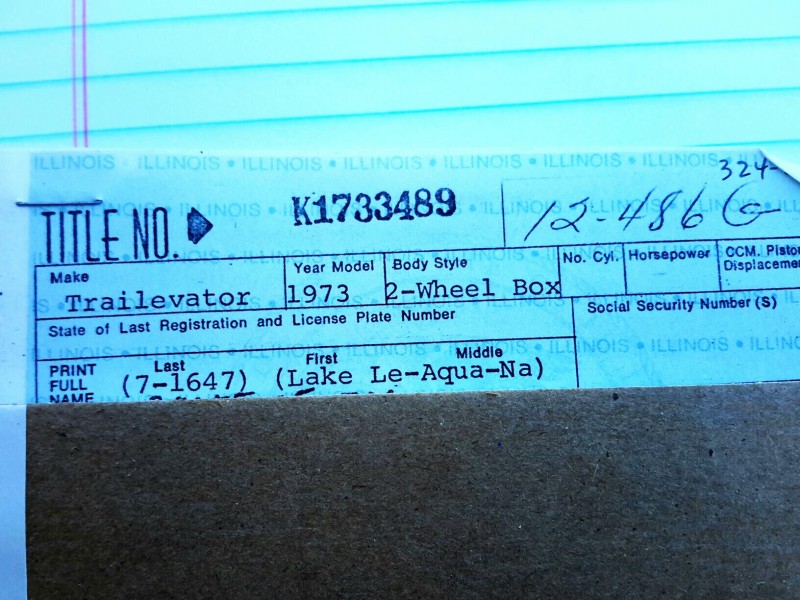 ILLINOIS • ILLINOIS • ILLINOIS • ILLINOIS • ILLINOIS • ILLINOIS • ILLINOIS
324-
TITLE NO. K1733489 12-486 G
Make Year Model Body Style No. Cyl. Horsepower CCM. Piston
Displacemen
Trailevator 1973 2-Wheel Box
State of Last Registration and License Plate Number Social Security Number (S)
Last First Middle
PRINT
FULL (7-1647) (Lake Le-Aqua-Na)
NAME